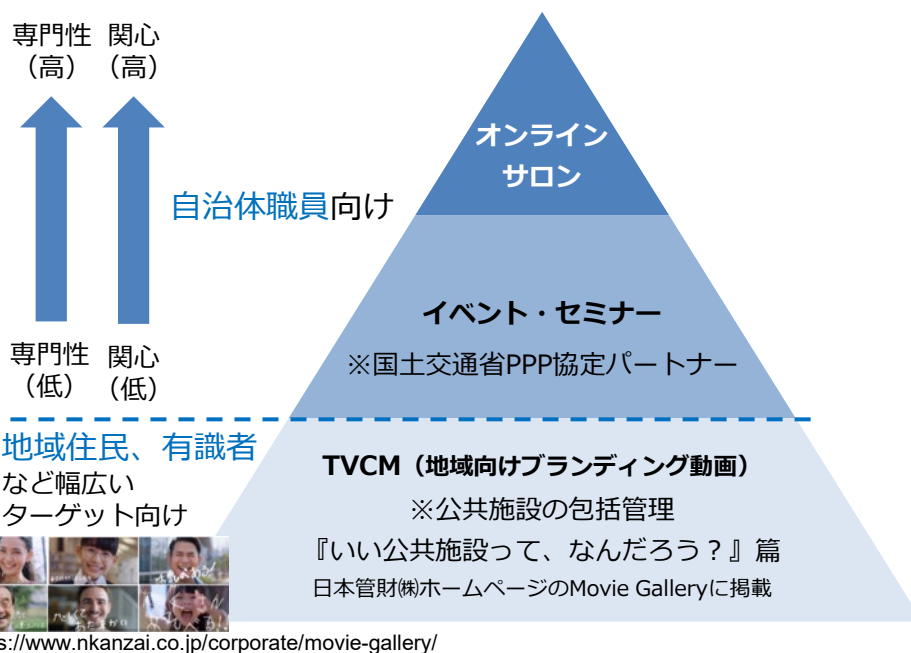 専門性 関心
（高）（高）
オンライン
サロン
自治体職員向け
イベント・セミナー
※国土交通省PPP協定パートナー
専門性 関心
（低）（低）
地域住民、有識者
など幅広い
ターゲット向け
TVCM（地域向けブランディング動画）
※公共施設の包括管理
『いい公共施設って、なんだろう？』篇
日本管財㈱ホームページのMovie Galleryに掲載
s://www.nkanzai.co.jp/corporate/movie-gallery/